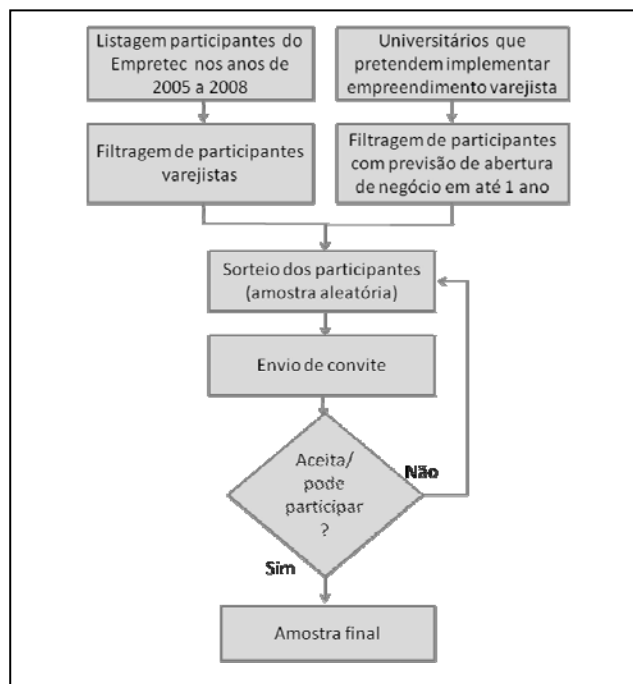 Listagem participantes do
Empretec nos anos de
2005 a 2008
Universitários que
pretendem implementar
empreendimento varejista
Filtragem de participantes
varejistas
Filtragem de participantes
com previsão de abertura
de negócio em até 1 ano
Sorteio dos participantes
(amostra aleatória)
Envio de convite
Aceita/
pode
participar
?
Não
Sim
Amostra final